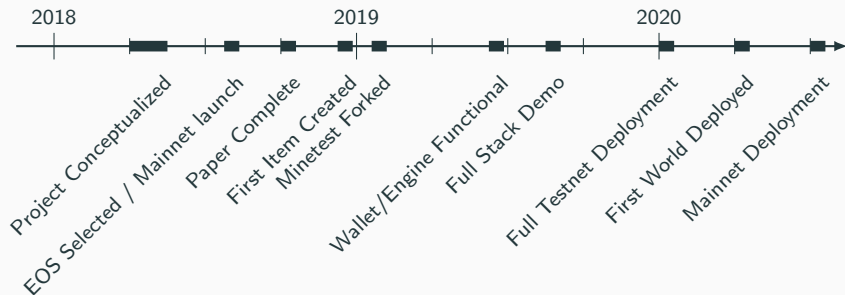 2018
2019
2020
Project Conceptualized
EOS Selected / Mainnet launch
Paper Complete
First Item Created
Minetest Forked
Wallet/Engine Functional
Full Stack Demo
Full Testnet Deployment
First World Deployed
Mainnet Deployment